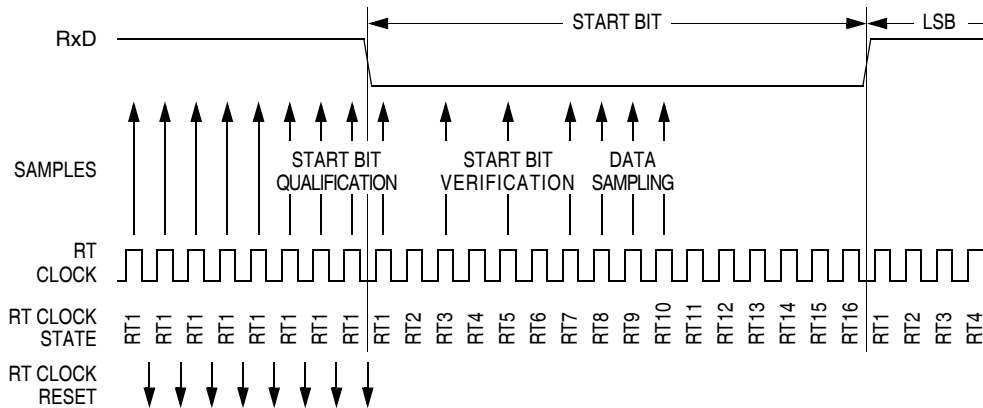 START BIT
LSB
RxD
SAMPLES
START BIT
QUALIFICATION
START BIT
VERIFICATION
DATA
SAMPLING
RT
CLOCK
RT CLOCK
STATE
RT1 RT1 RT1 RT1 RT1 RT1 RT1 RT1 RT1 RT2 RT3 RT4 RT5 RT6 RT7 RT8 RT9 RT10 RT11 RT12 RT13 RT14 RT15 RT16 RT1 RT2 RT3 RT4
RT CLOCK
RESET